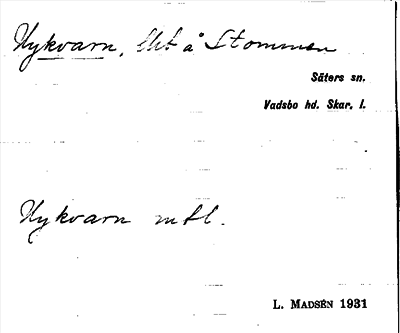 Nykvarn, lht å Stommen
Säters sn.
Vadsbo hd. Skar. l.
Nykvarn mtl.
L. MADSÉN 1931